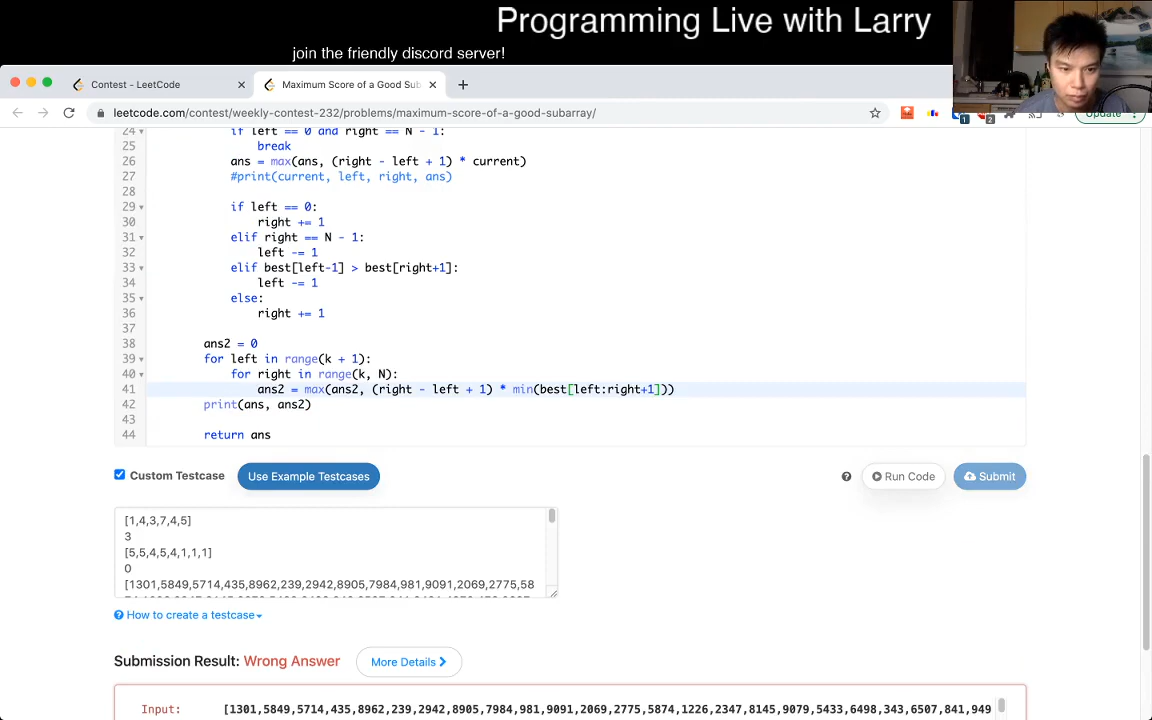 Programming Live with Larry
join the friendly discord server!
Contest - LeetCode
Maximum Score of a Good Sub
leetcode.com/contest/weekly-contest-232/problems/maximum-score-of-a-good-subarray/
Update
24 if left == 0 and right == N - 1:
25 break
26 ans = max(ans, (right - left + 1) * current)
27 #print(current, left, right, ans)
28
29 if left == 0:
30 right += 1
31 elif right == N - 1:
32 left -= 1
33 elif best[left-1] > best[right+1]:
34 left -= 1
35 else:
36 right += 1
37
38 ans2 = 0
39 for left in range(k + 1):
40 for right in range(k, N):
41 ans2 = max(ans2, (right - left + 1) * min(best[left:right+1]))
42 print(ans, ans2)
43
44 return ans
Custom Testcase
Use Example Testcases
Run Code
Submit
[1,4,3,7,4,5]
3
[5,5,4,5,4,1,1,1]
0
[1301,5849,5714,435,8962,239,2942,8905,7984,981,9091,2069,2775,58
How to create a testcase
Submission Result: Wrong Answer
More Details
Input: [1301,5849,5714,435,8962,239,2942,8905,7984,981,9091,2069,2775,5874,1226,2347,8145,9079,5433,6498,343,6507,841,949